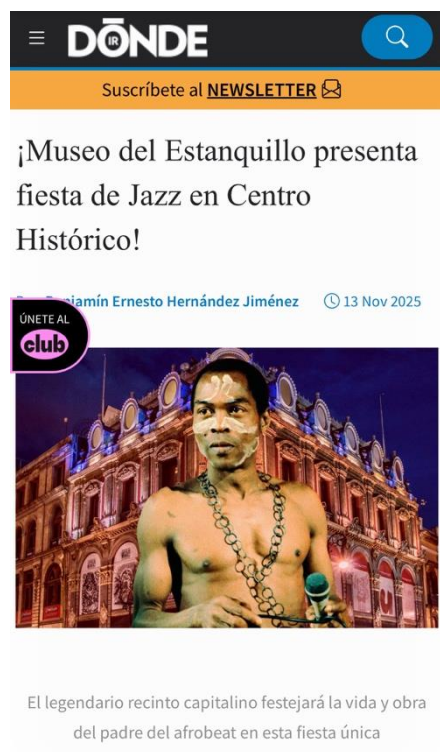 DÓNDE
IR
Suscríbete al NEWSLETTER
¡Museo del Estanquillo presenta
fiesta de Jazz en Centro
Histórico!
Benjamín Ernesto Hernández Jiménez 13 Nov 2025
ÚNETE AL
club
El legendario recinto capitalino festejará la vida y obra
del padre del afrobeat en esta fiesta única